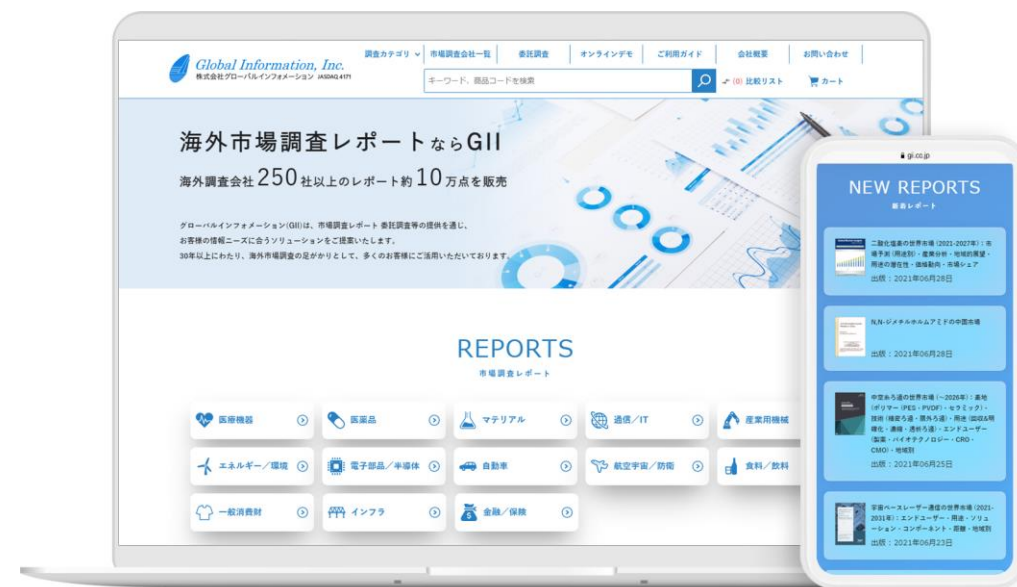 Global Information, Inc.
株式会社グローバルインフォメーション JASDAQ 4171
調査カテゴリ
市場調査会社一覧
委託調査
オンラインデモ
ご利用ガイド
会社概要
お問い合わせ
キーワード、商品コードを検索
(0) 比較リスト
カート
海外市場調査レポートならGII
海外調査会社250社以上のレポート約10万点を販売
グローバルインフォメーション(GII)は、市場調査レポート 委託調査等の提供を通じ、
お客様の情報ニーズに合うソリューションをご提案いたします。
30年以上にわたり、海外市場調査の足がかりとして、多くのお客様にご活用いただいております。
REPORTS
市場調査レポート
医療機器
医薬品
マテリアル
通信/IT
産業用機械
エネルギー/環境
電子部品/半導体
自動車
航空宇宙/防衛
食料/飲料
一般消費財
インフラ
金融/保険
gi.co.jp
NEW REPORTS
新着レポート
二酸化塩素の世界市場 (2021-2027年):市
場予測 (用途別)・産業分析・地域的展望・
用途の潜在性・価格動向・市場シェア
出版:2021年06月28日
N,N-ジメチルホルムアミドの中国市場
出版:2021年06月28日
中空糸ろ過の世界市場 (~2026年):素地
(ポリマー (PES・PVDF)・セラミック)・
技術 (精密ろ過・限外ろ過)・用途 (回収&明
確化・濃縮・透析ろ過)・エンドユーザー
(製薬・バイオテクノロジー・CRO・
CMO)・地域別
出版:2021年06月25日
宇宙ベースレーザー通信の世界市場 (2021-
2031年):エンドユーザー・用途・ソリュ
ーション・コンポーネント・距離・地域別
出版:2021年06月23日